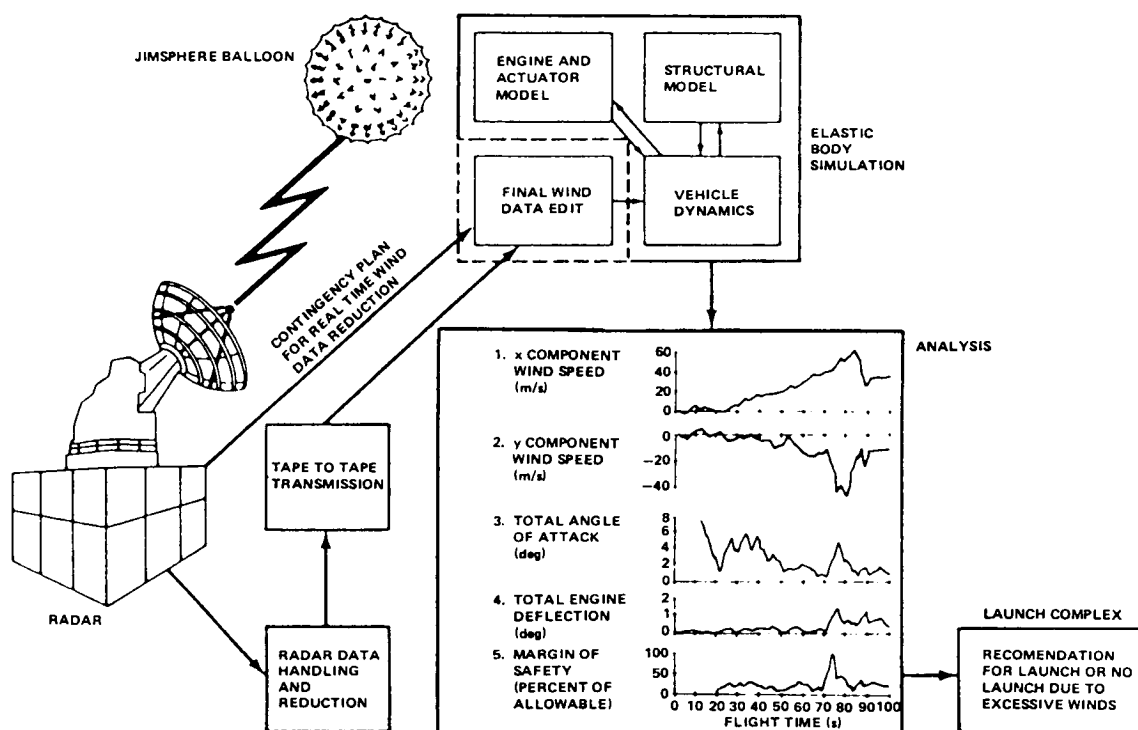 JIMSPHERE BALLOON
ENGINE AND
ACTUATOR
MODEL
STRUCTURAL
MODEL
ELASTIC
BODY
SIMULATION
FINAL WIND
DATA EDIT
VEHICLE
DYNAMICS
CONTINGENCY PLAN
FOR REAL TIME WIND
DATA REDUCTION
TAPE TO TAPE
TRANSMISSION
RADAR
RADAR DATA
HANDLING
AND
REDUCTION
ANALYSIS
1. x COMPONENT
WIND SPEED
(m/s)
60
40
20
0
2. y COMPONENT
WIND SPEED
(m/s)
0
−20
−40
3. TOTAL ANGLE
OF ATTACK
(deg)
8
6
4
2
0
4. TOTAL ENGINE
DEFLECTION
(deg)
2
1
0
5. MARGIN OF
SAFETY
(PERCENT OF
ALLOWABLE)
100
50
0
0 10 20 30 40 50 60 70 80 90 100
FLIGHT TIME (s)
LAUNCH COMPLEX
RECOMENDATION
FOR LAUNCH OR NO
LAUNCH DUE TO
EXCESSIVE WINDS